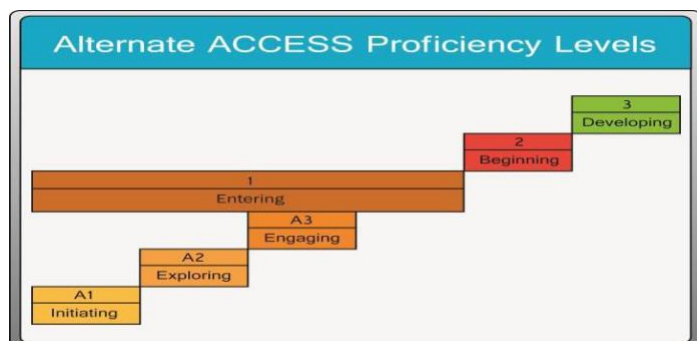 Alternate ACCESS Proficiency Levels
3
Developing
2
Beginning
1
Entering
A3
Engaging
A2
Exploring
A1
Initiating